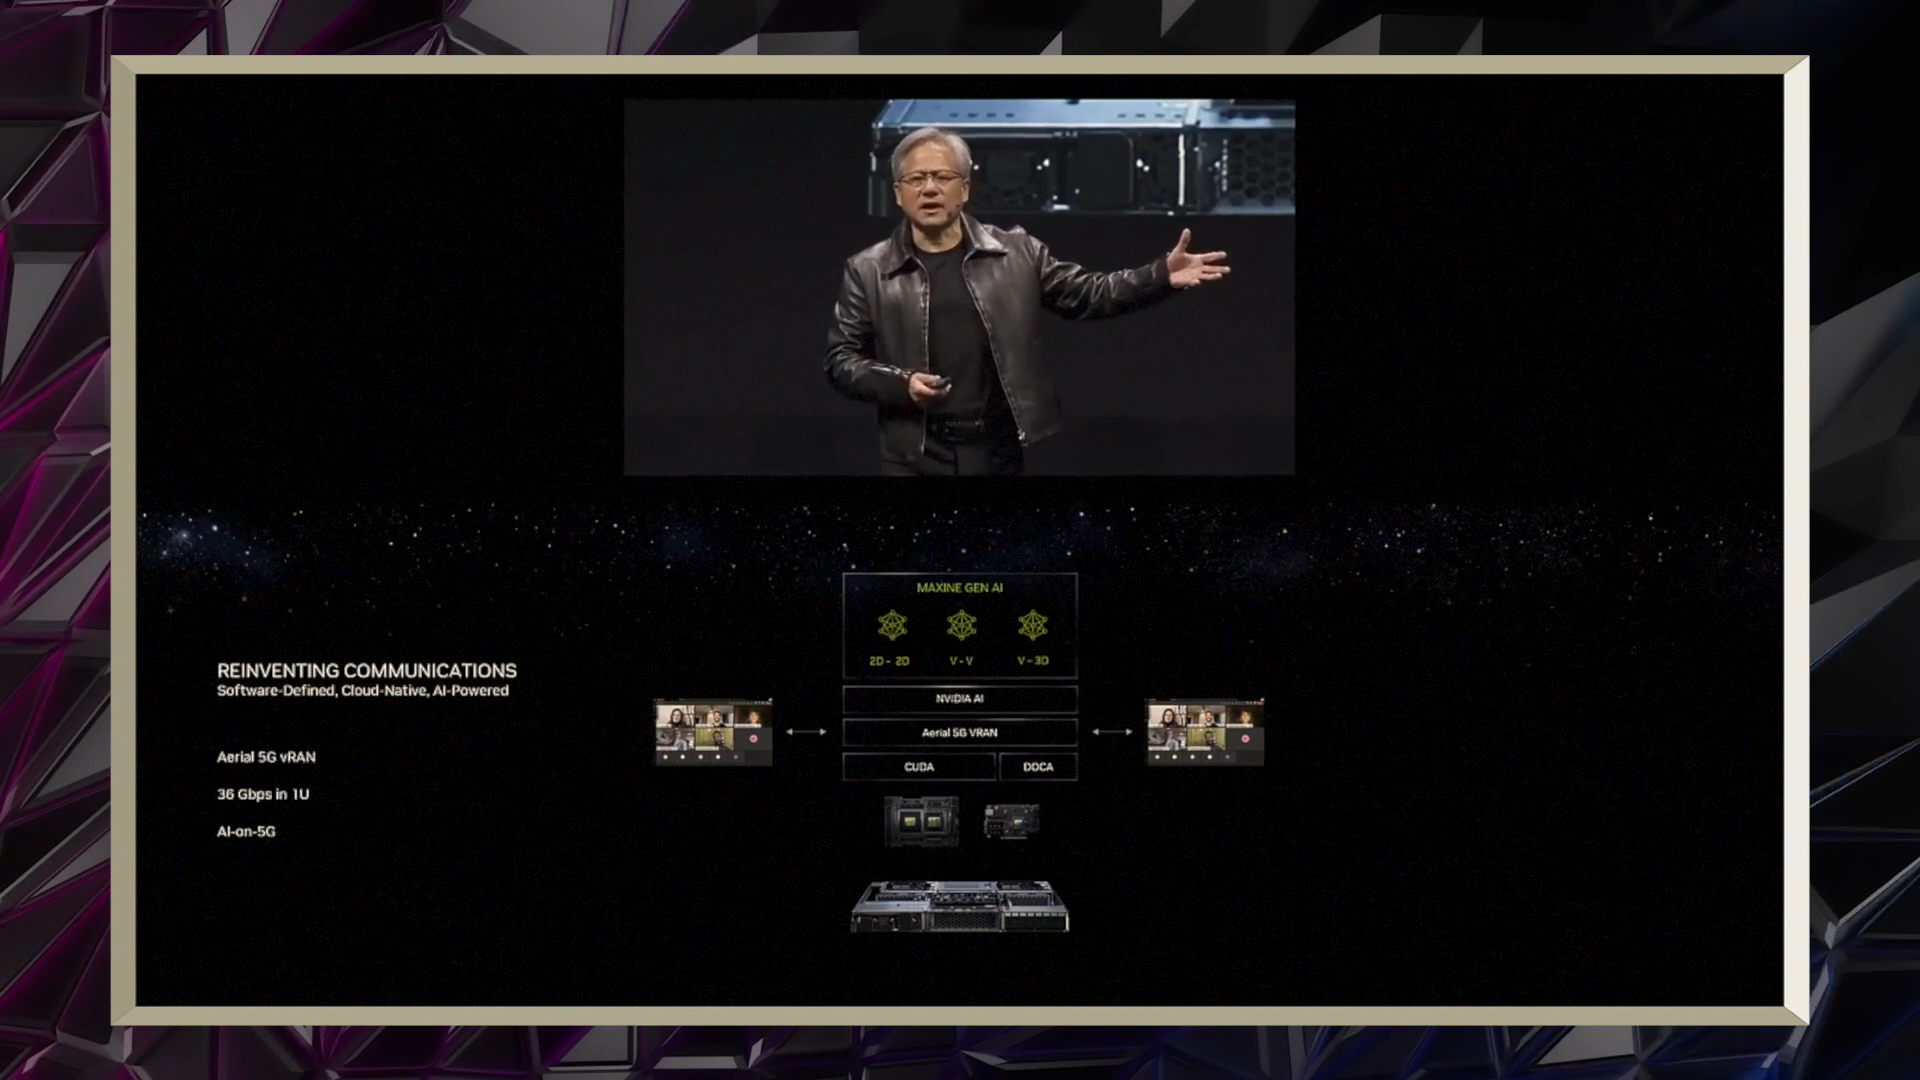 MAXINE GEN AI
2D - 2D
V - V
V - 3D
REINVENTING COMMUNICATIONS
Software-Defined, Cloud-Native, AI-Powered
NVIDIA AI
Aerial 5G VRAN
Aerial 5G vRAN
CUDA
DOCA
36 Gbps in 1U
AI-on-5G